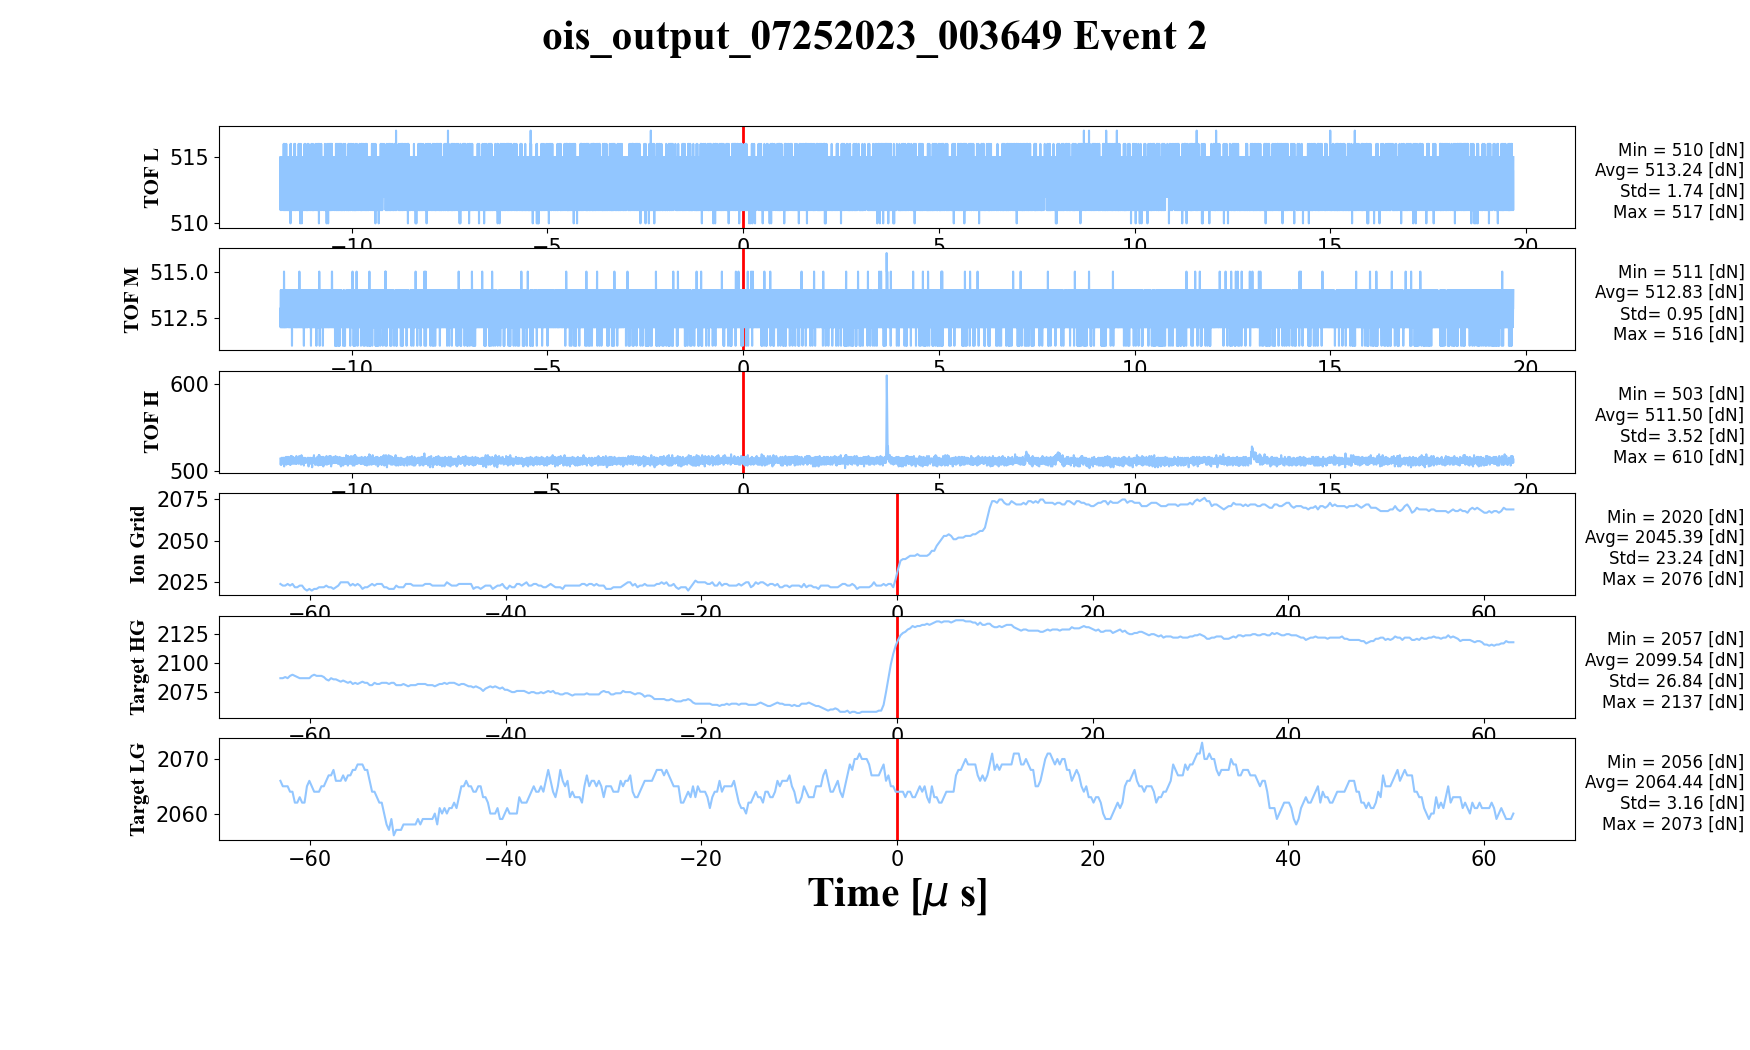 ois_output_07252023_003649 Event 2
TOF L
515
510
−10 −5 0 5 10 15 20
Min = 510 [dN]
Avg= 513.24 [dN]
Std= 1.74 [dN]
Max = 517 [dN]
TOF M
515.0
512.5
−10 −5 0 5 10 15 20
Min = 511 [dN]
Avg= 512.83 [dN]
Std= 0.95 [dN]
Max = 516 [dN]
TOF H
600
500
−10 −5 0 5 10 15 20
Min = 503 [dN]
Avg= 511.50 [dN]
Std= 3.52 [dN]
Max = 610 [dN]
Ion Grid
2075
2050
2025
−60 −40 −20 0 20 40 60
Min = 2020 [dN]
Avg= 2045.39 [dN]
Std= 23.24 [dN]
Max = 2076 [dN]
Target HG
2125
2100
2075
−60 −40 −20 0 20 40 60
Min = 2057 [dN]
Avg= 2099.54 [dN]
Std= 26.84 [dN]
Max = 2137 [dN]
Target LG
2070
2060
−60 −40 −20 0 20 40 60
Min = 2056 [dN]
Avg= 2064.44 [dN]
Std= 3.16 [dN]
Max = 2073 [dN]
Time [μ s]